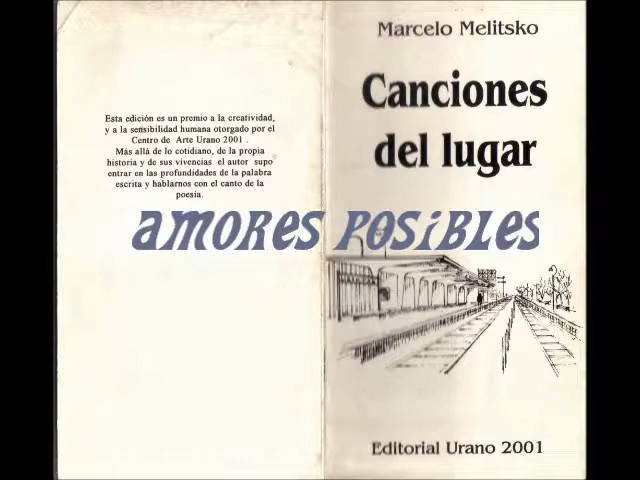 Esta edición es un premio a la creatividad,
y a la sensibilidad humana otorgado por el
Centro de Arte Urano 2001 .
Más allá de lo cotidiano, de la propia
historia y de sus vivencias el autor supo
entrar en las profundidades de la palabra
escrita y hablarnos con el canto de la
poesía.
Marcelo Melitsko
Canciones
del lugar
AMORES POSiBLES
Editorial Urano 2001